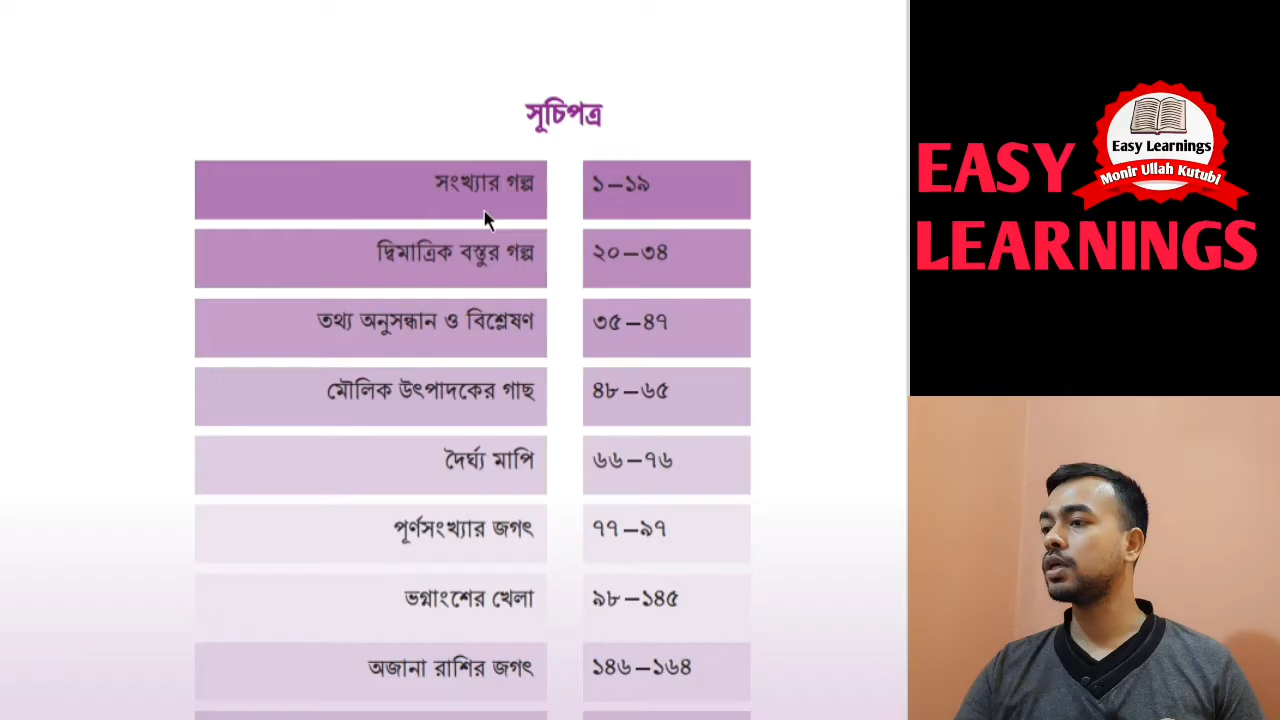 সূচিপত্র
সংখ্যার গল্প ১–১৯
দ্বিমাত্রিক বস্তুর গল্প ২০–৩৪
তথ্য অনুসন্ধান ও বিশ্লেষণ ৩৫–৪৭
মৌলিক উৎপাদকের গাছ ৪৮–৬৫
দৈর্ঘ্য মাপি ৬৬–৭৬
পূর্ণসংখ্যার জগৎ ৭৭–৯৭
ভগ্নাংশের খেলা ৯৮–১৪৫
অজানা রাশির জগৎ ১৪৬–১৬৪
EASY
LEARNINGS
Easy Learnings
Monir Ullah Kutubi